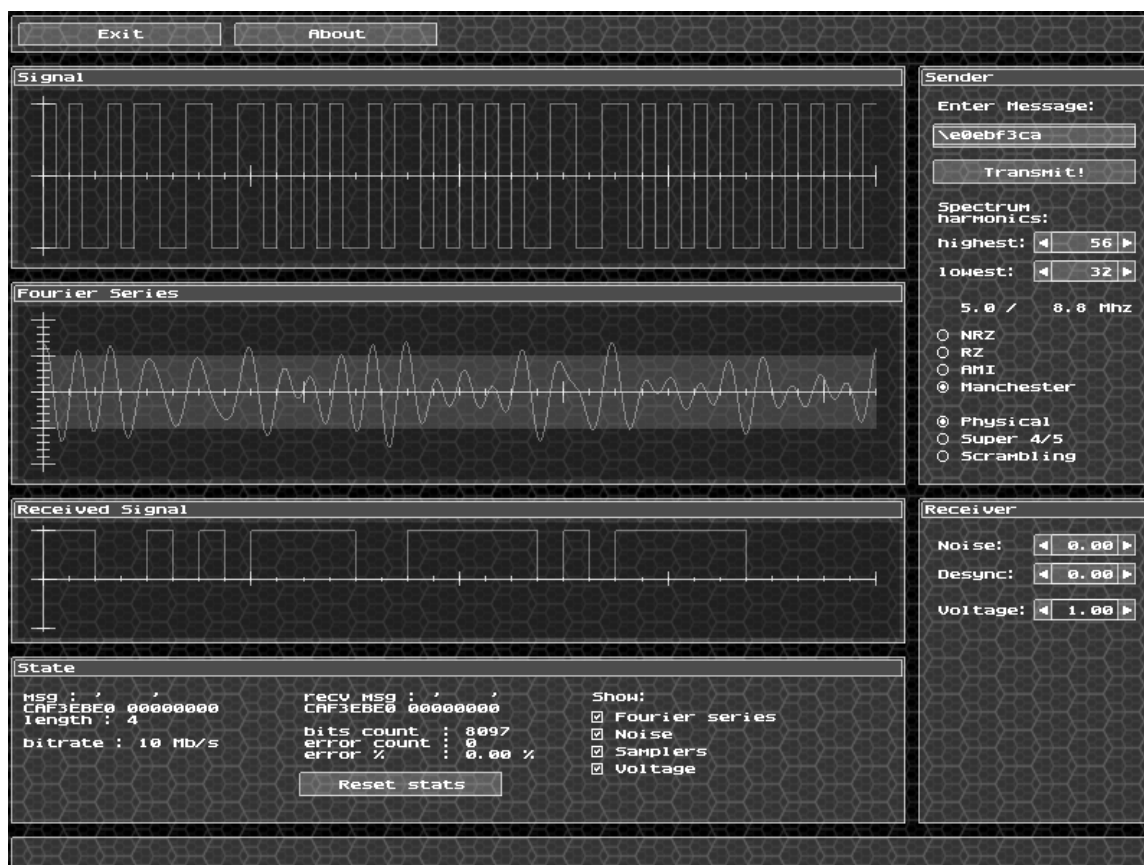 Exit About
Signal
Fourier Series
Received Signal
State
msg : ' '
CAF3EBE0 00000000
length : 4
bitrate : 10 Mb/s
recv msg : ' '
CAF3EBE0 00000000
bits count : 8097
error count : 0
error % : 0.00 %
Reset stats
Show:
Fourier series
Noise
Samplers
Voltage
Sender
Enter Message:
\e0ebf3ca
Transmit!
Spectrum
harmonics:
highest: 56
lowest: 32
5.0 / 8.8 Mhz
NRZ
RZ
AMI
Manchester
Physical
Super 4/5
Scrambling
Receiver
Noise: 0.00
Desync: 0.00
Voltage: 1.00